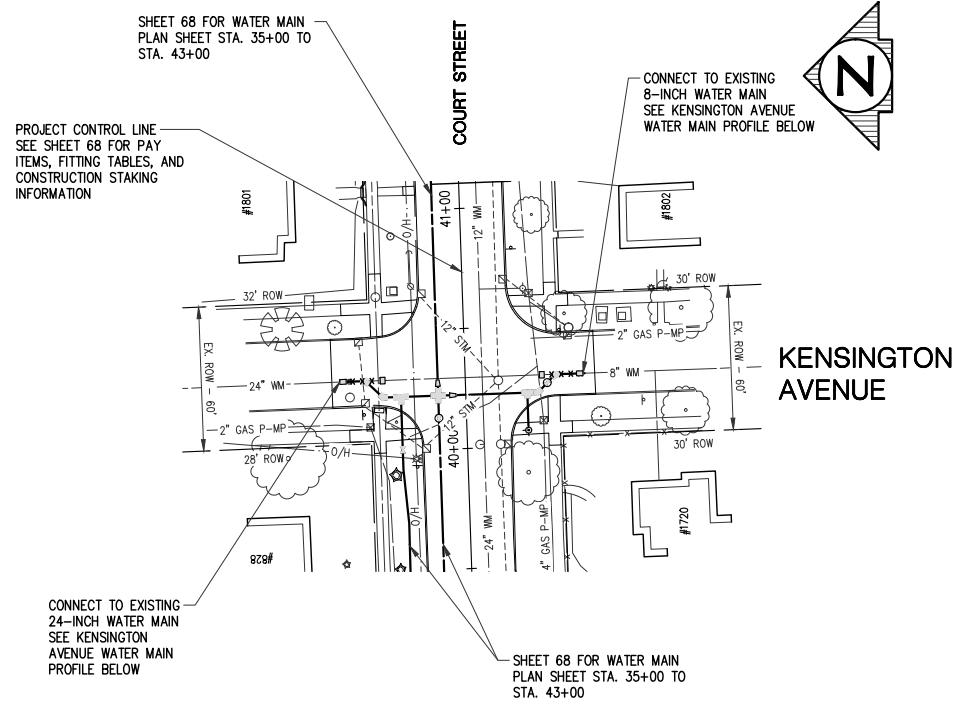 SHEET 68 FOR WATER MAIN
PLAN SHEET STA. 35+00 TO
STA. 43+00
COURT STREET
N
CONNECT TO EXISTING
8-INCH WATER MAIN
SEE KENSINGTON AVENUE
WATER MAIN PROFILE BELOW
PROJECT CONTROL LINE
SEE SHEET 68 FOR PAY
ITEMS, FITTING TABLES, AND
CONSTRUCTION STAKING
INFORMATION
#1801
O/H
41+00
12" WM
P
#1802
32' ROW
30' ROW
12" STM
2" GAS P-MP
EX. ROW - 60'
EX. ROW - 60'
KENSINGTON
AVENUE
24" WM
8" WM
12" STM
P
P
2" GAS P-MP
28' ROW
O/H
40+00
30' ROW
O/H
24" WM
4" GAS P-MP
#828
#1720
CONNECT TO EXISTING
24-INCH WATER MAIN
SEE KENSINGTON
AVENUE WATER MAIN
PROFILE BELOW
SHEET 68 FOR WATER MAIN
PLAN SHEET STA. 35+00 TO
STA. 43+00